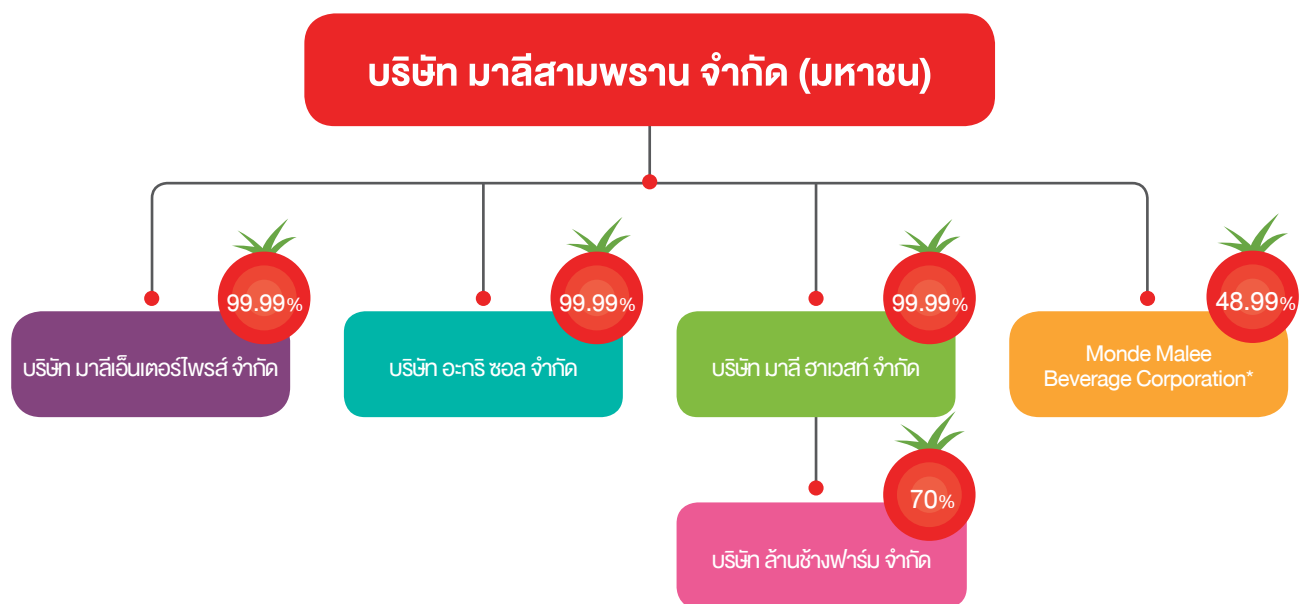 บริษัท มาลีสามพราน จำกัด (มหาชน)
99.99%
99.99%
99.99%
48.99%
บริษัท มาลีเอ็นเตอร์ไพรส์ จำกัด
บริษัท อะกริ ซอล จำกัด
บริษัท มาลี ฮาเวสท์ จำกัด
Monde Malee
Beverage Corporation*
70%
บริษัท ล้านช้างฟาร์ม จำกัด